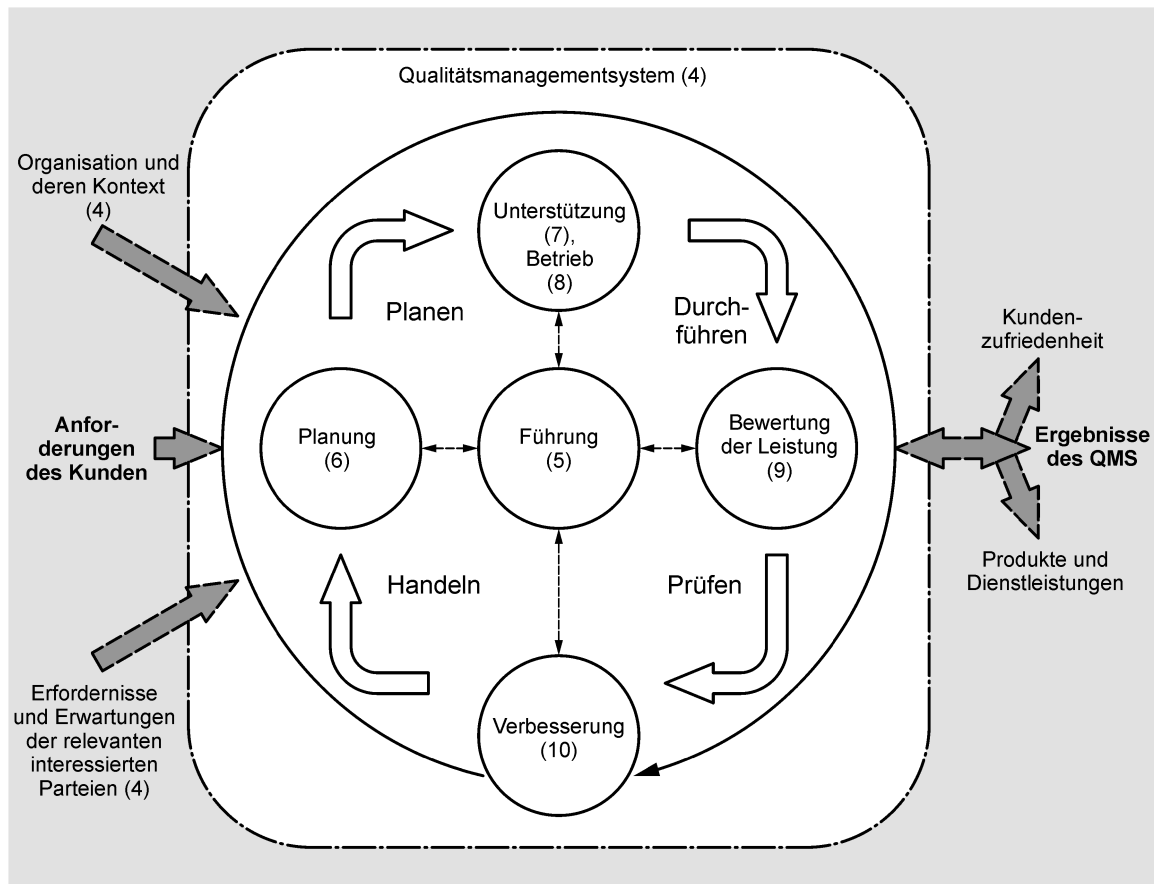 Qualitätsmanagementsystem (4)
Organisation und
deren Kontext
(4)
Unterstützung
(7),
Betrieb
(8)
Planen
Durch-
führen
Kunden-
zufriedenheit
Anfor-
derungen
des Kunden
Planung
(6)
Führung
(5)
Bewertung
der Leistung
(9)
Ergebnisse
des QMS
Handeln
Prüfen
Produkte und
Dienstleistungen
Erfordernisse
und Erwartungen
der relevanten
interessierten
Parteien (4)
Verbesserung
(10)